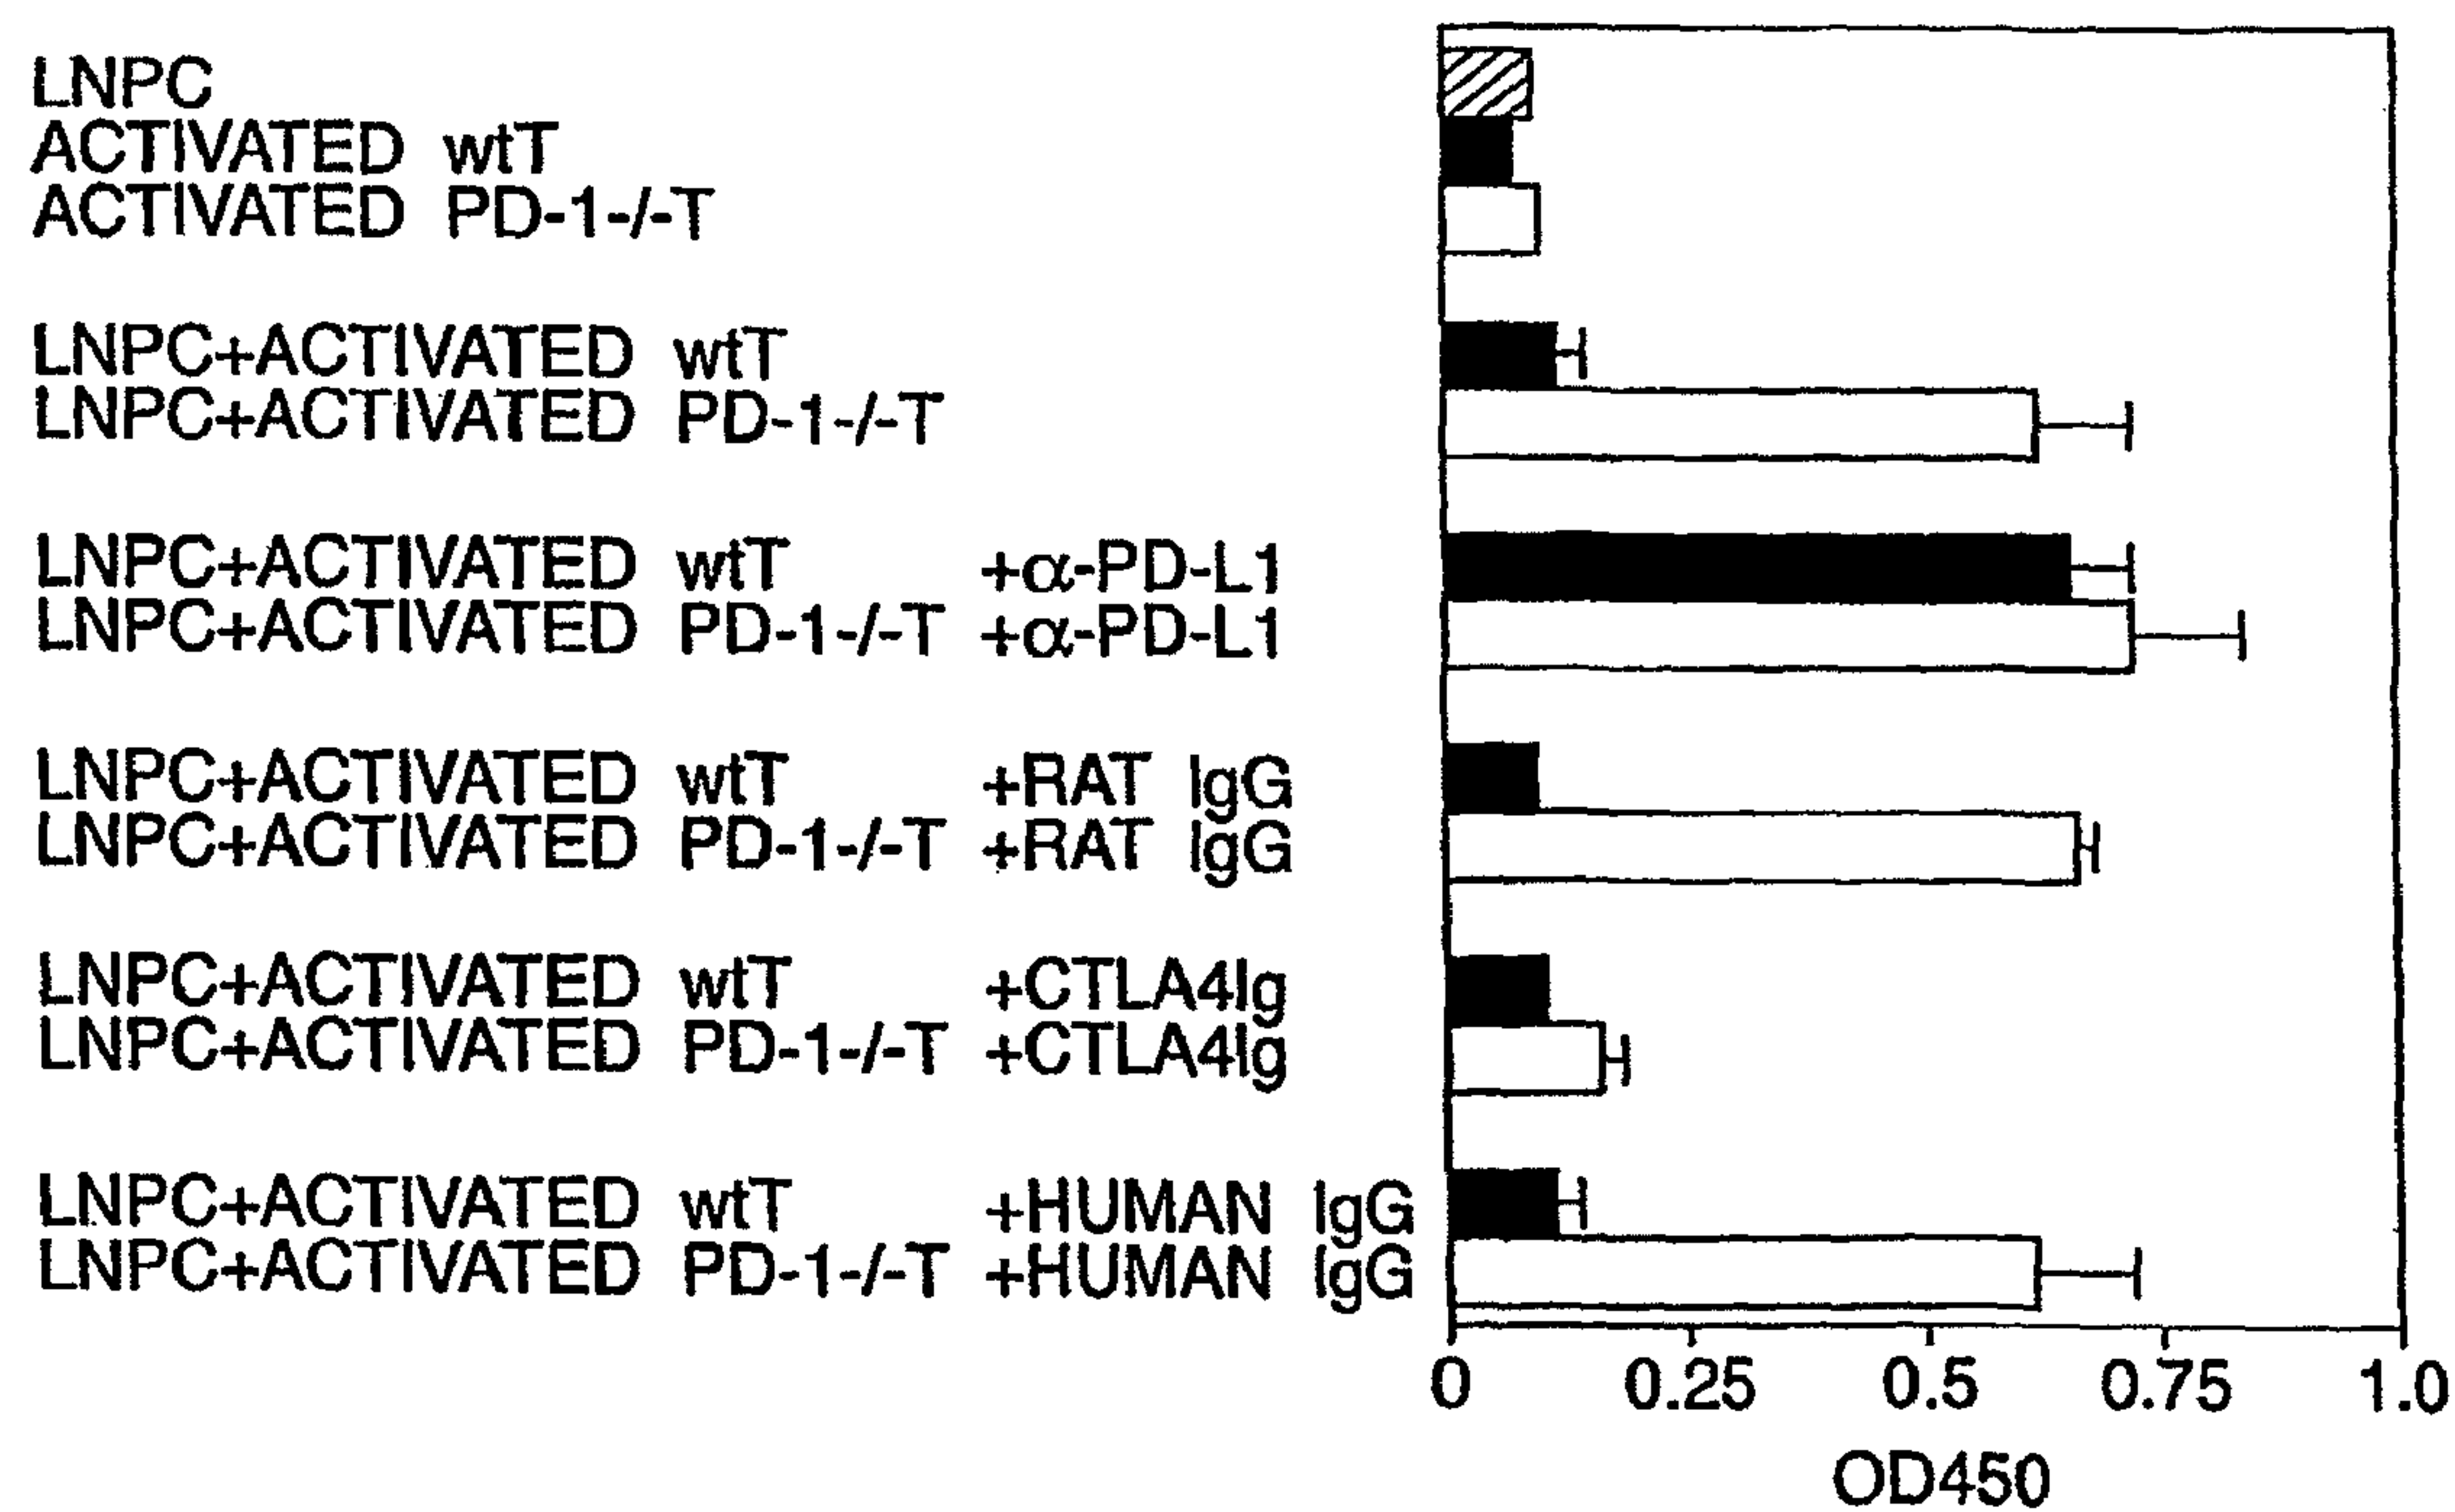 LNPC
ACTIVATED wtT
ACTIVATED PD-1-/-T
LNPC+ACTIVATED wtT
LNPC+ACTIVATED PD-1-/-T
LNPC+ACTIVATED wtT +α-PD-L1
LNPC+ACTIVATED PD-1-/-T +α-PD-L1
LNPC+ACTIVATED wtT +RAT IgG
LNPC+ACTIVATED PD-1-/-T +RAT IgG
LNPC+ACTIVATED wtT +CTLA4Ig
LNPC+ACTIVATED PD-1-/-T +CTLA4Ig
LNPC+ACTIVATED wtT +HUMAN IgG
LNPC+ACTIVATED PD-1-/-T +HUMAN IgG
0 0.25 0.5 0.75 1.0
OD450